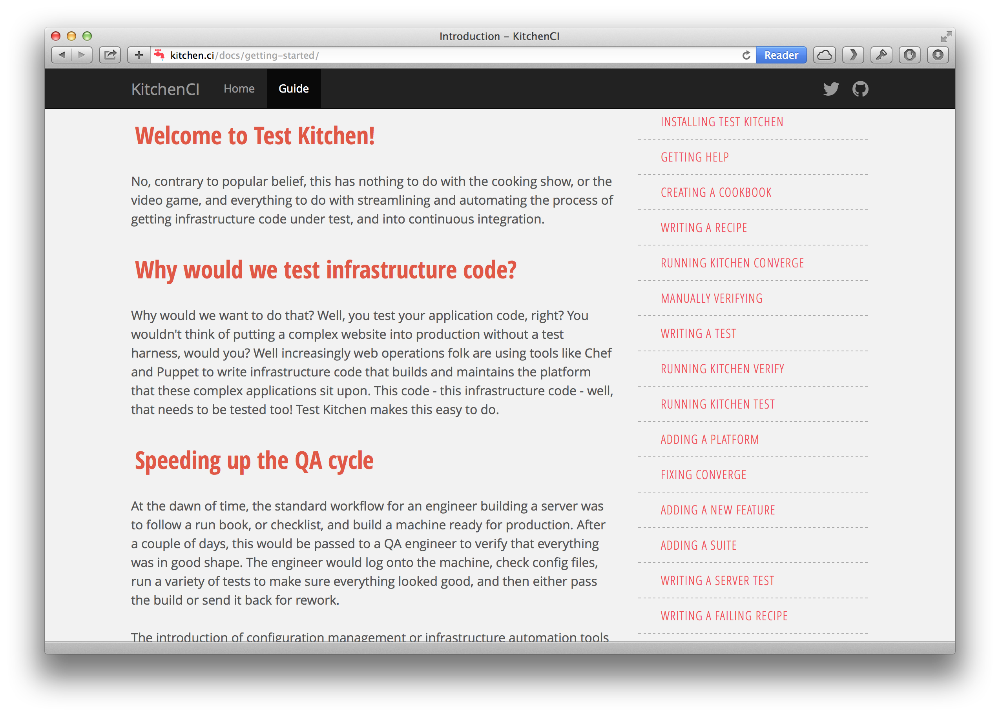 Introduction – KitchenCI
kitchen.ci/docs/getting-started/
Reader
KitchenCI
Home
Guide
Welcome to Test Kitchen!
No, contrary to popular belief, this has nothing to do with the cooking show, or the
video game, and everything to do with streamlining and automating the process of
getting infrastructure code under test, and into continuous integration.
Why would we test infrastructure code?
Why would we want to do that? Well, you test your application code, right? You
wouldn't think of putting a complex website into production without a test
harness, would you? Well increasingly web operations folk are using tools like Chef
and Puppet to write infrastructure code that builds and maintains the platform
that these complex applications sit upon. This code - this infrastructure code - well,
that needs to be tested too! Test Kitchen makes this easy to do.
Speeding up the QA cycle
At the dawn of time, the standard workflow for an engineer building a server was
to follow a run book, or checklist, and build a machine ready for production. After
a couple of days, this would be passed to a QA engineer to verify that everything
was in good shape. The engineer would log onto the machine, check config files,
run a variety of tests to make sure everything looked good, and then either pass
the build or send it back for rework.
The introduction of configuration management or infrastructure automation tools
INSTALLING TEST KITCHEN
GETTING HELP
CREATING A COOKBOOK
WRITING A RECIPE
RUNNING KITCHEN CONVERGE
MANUALLY VERIFYING
WRITING A TEST
RUNNING KITCHEN VERIFY
RUNNING KITCHEN TEST
ADDING A PLATFORM
FIXING CONVERGE
ADDING A NEW FEATURE
ADDING A SUITE
WRITING A SERVER TEST
WRITING A FAILING RECIPE